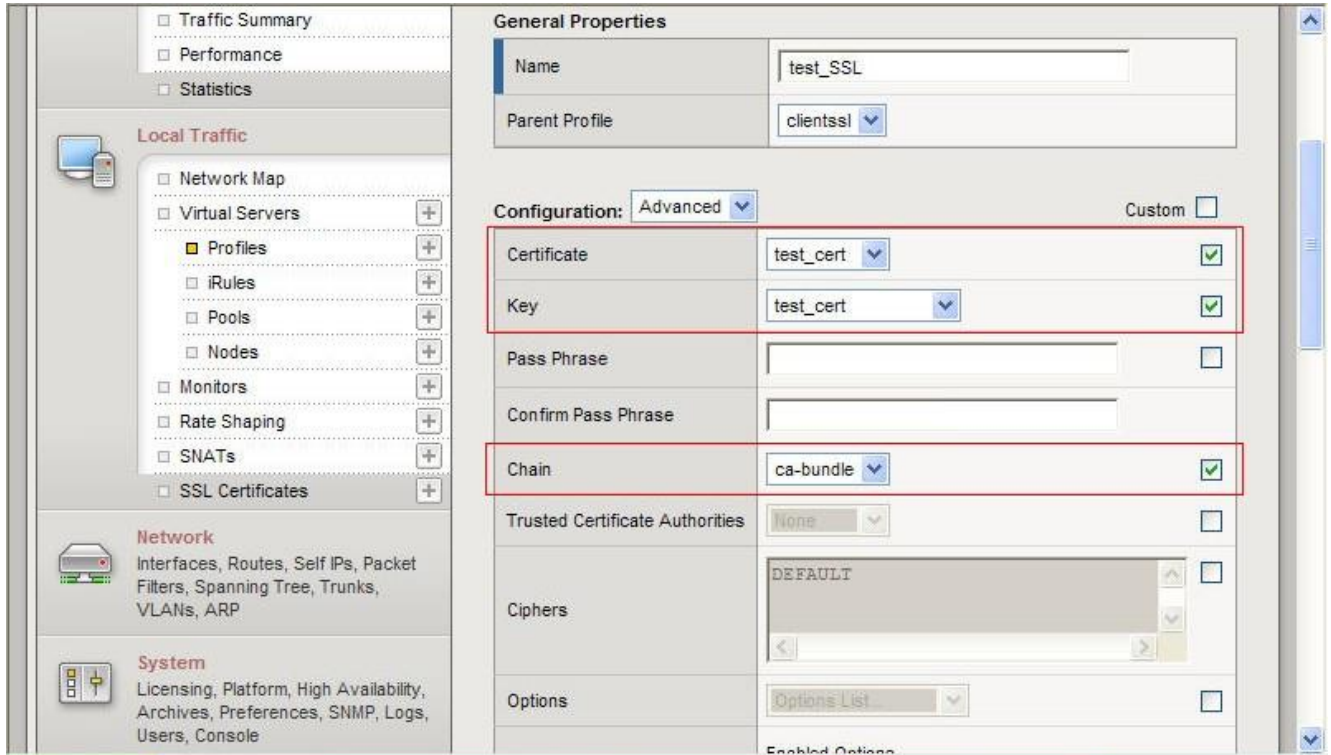 Traffic Summary
Performance
Statistics
Local Traffic
Network Map
Virtual Servers
Profiles
iRules
Pools
Nodes
Monitors
Rate Shaping
SNATs
SSL Certificates
Network
Interfaces, Routes, Self IPs, Packet
Filters, Spanning Tree, Trunks,
VLANs, ARP
System
Licensing, Platform, High Availability,
Archives, Preferences, SNMP, Logs,
Users, Console
General Properties
Name test_SSL
Parent Profile clientssl
Configuration: Advanced Custom
Certificate test_cert
Key test_cert
Pass Phrase
Confirm Pass Phrase
Chain ca-bundle
Trusted Certificate Authorities None
Ciphers DEFAULT
Options Options List...
Enabled Options